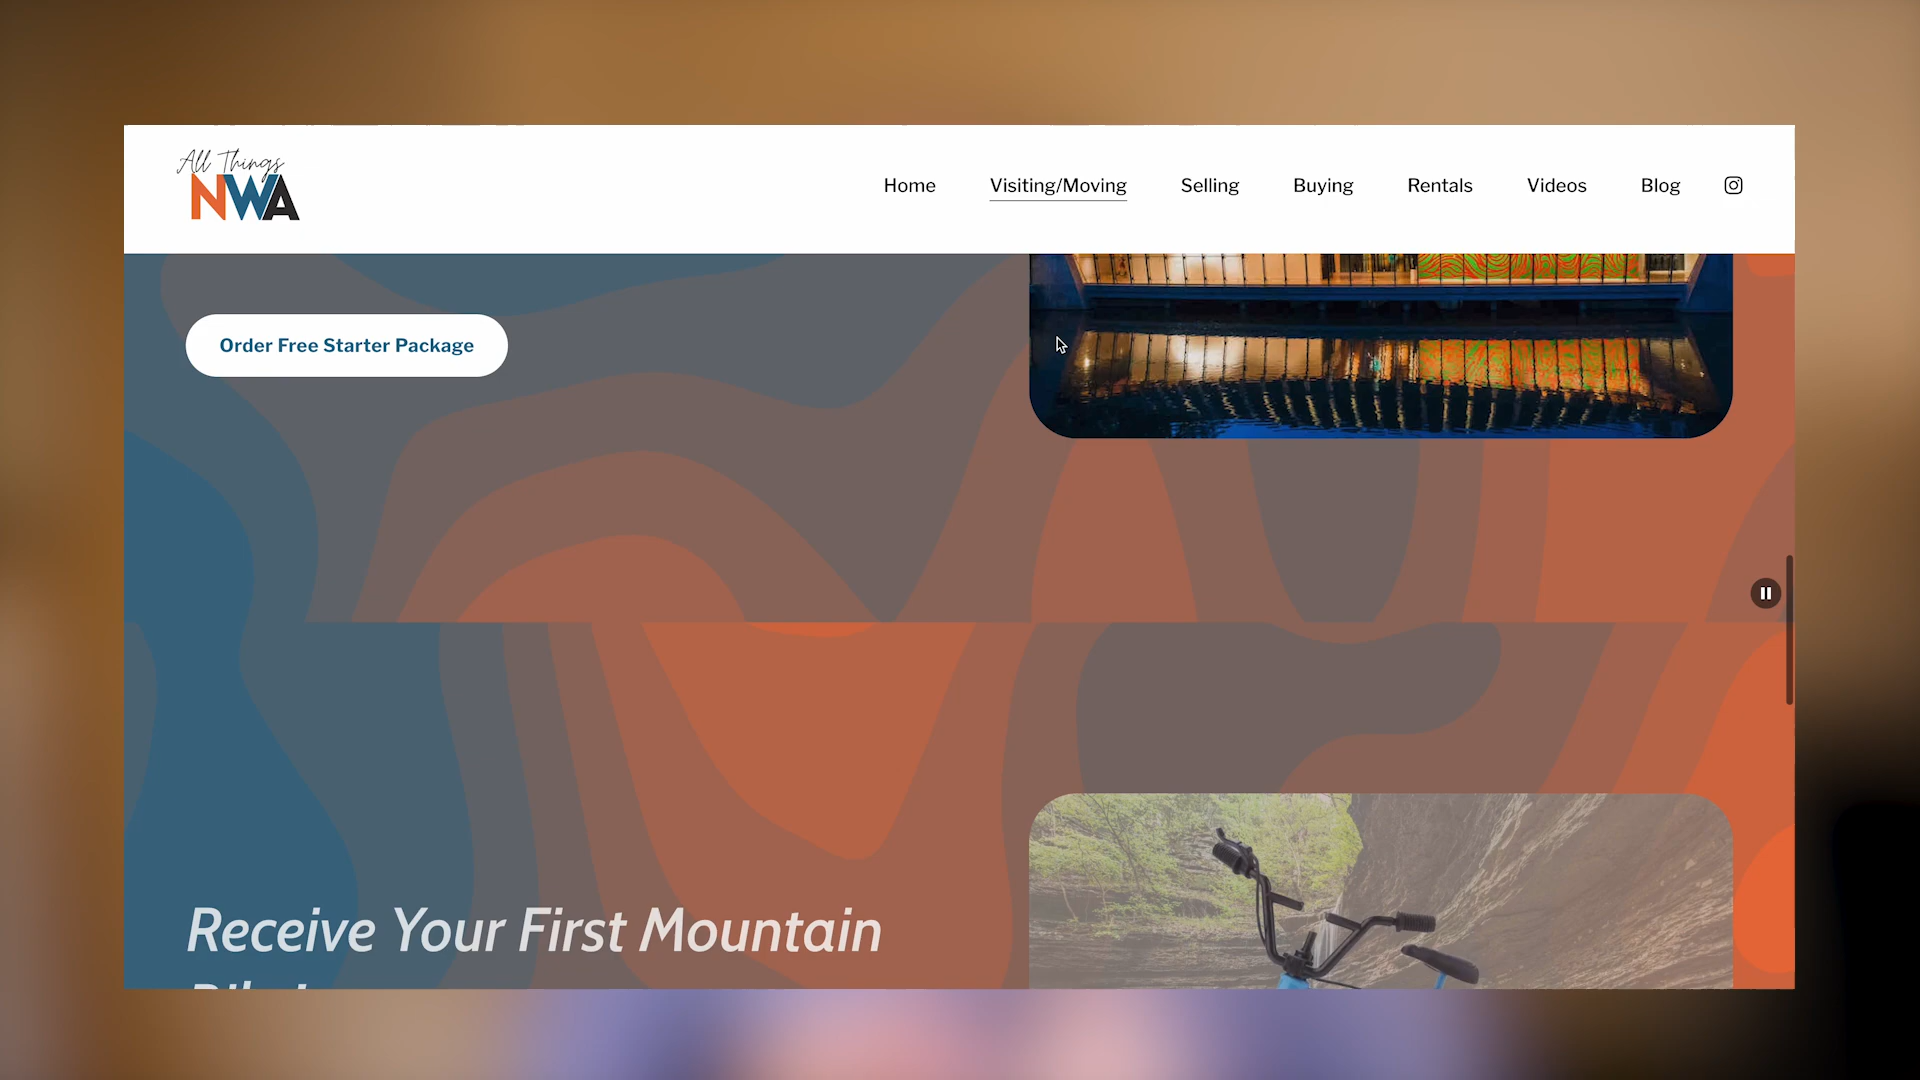 All Things
NWA
Home
Visiting/Moving
Selling
Buying
Rentals
Videos
Blog
Order Free Starter Package
Receive Your First Mountain